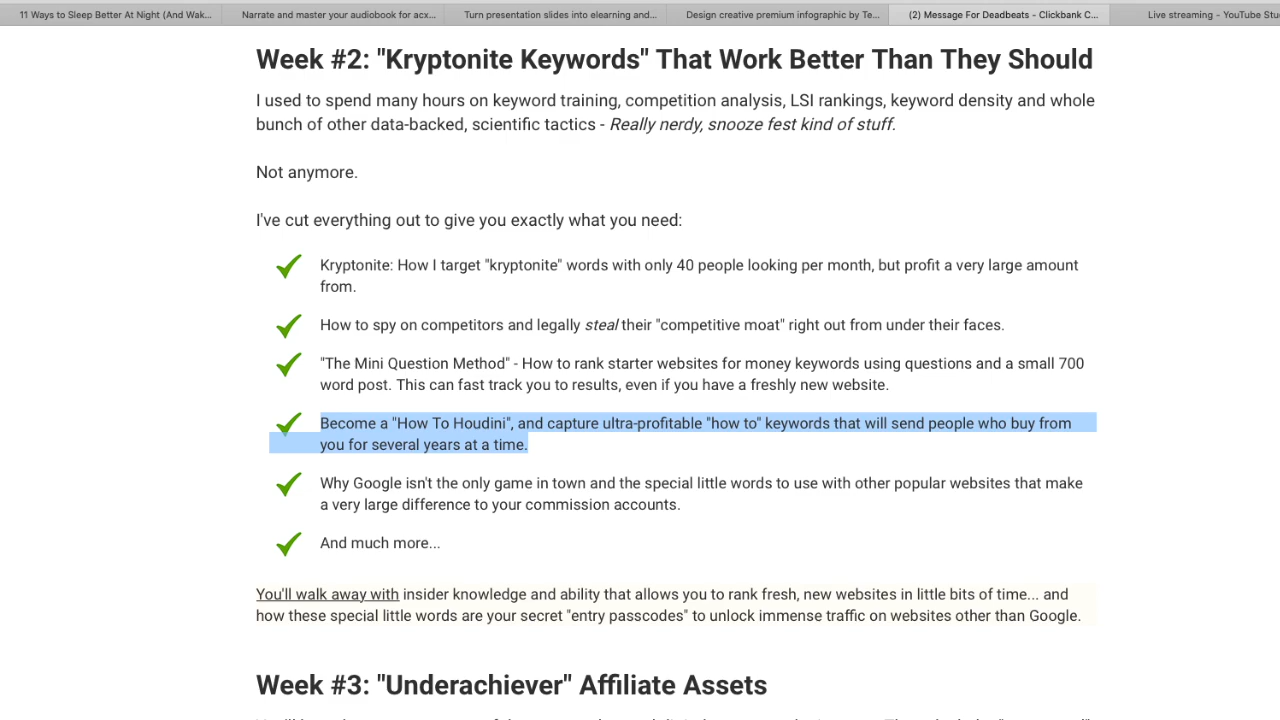 11 Ways to Sleep Better At Night (And Wak...
Narrate and master your audiobook for acx...
Turn presentation slides into elearning and...
Design creative premium infographic by Te...
(2) Message For Deadbeats - Clickbank C...
Live streaming - YouTube Stu
Week #2: "Kryptonite Keywords" That Work Better Than They Should
I used to spend many hours on keyword training, competition analysis, LSI rankings, keyword density and whole
bunch of other data-backed, scientific tactics - Really nerdy, snooze fest kind of stuff.
Not anymore.
I've cut everything out to give you exactly what you need:
Kryptonite: How I target "kryptonite" words with only 40 people looking per month, but profit a very large amount
from.
How to spy on competitors and legally steal their "competitive moat" right out from under their faces.
"The Mini Question Method" - How to rank starter websites for money keywords using questions and a small 700
word post. This can fast track you to results, even if you have a freshly new website.
Become a "How To Houdini", and capture ultra-profitable "how to" keywords that will send people who buy from
you for several years at a time.
Why Google isn't the only game in town and the special little words to use with other popular websites that make
a very large difference to your commission accounts.
And much more...
You'll walk away with insider knowledge and ability that allows you to rank fresh, new websites in little bits of time... and
how these special little words are your secret "entry passcodes" to unlock immense traffic on websites other than Google.
Week #3: "Underachiever" Affiliate Assets